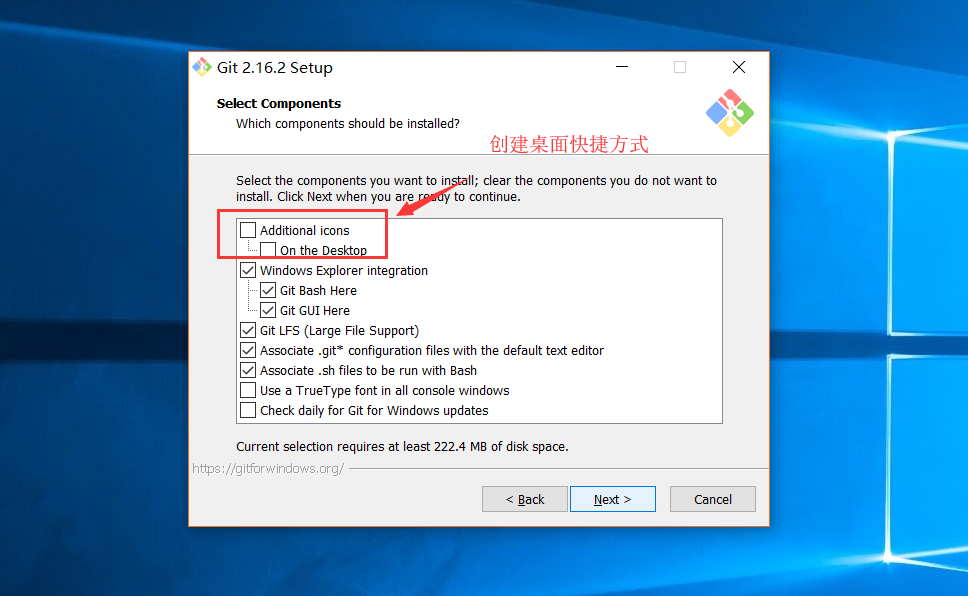 Git 2.16.2 Setup
Select Components
Which components should be installed?
创建桌面快捷方式
Select the components you want to install; clear the components you do not want to
install. Click Next when you are ready to continue.
Additional icons
On the Desktop
Windows Explorer integration
Git Bash Here
Git GUI Here
Git LFS (Large File Support)
Associate .git* configuration files with the default text editor
Associate .sh files to be run with Bash
Use a TrueType font in all console windows
Check daily for Git for Windows updates
Current selection requires at least 222.4 MB of disk space.
https://gitforwindows.org/
< Back
Next >
Cancel